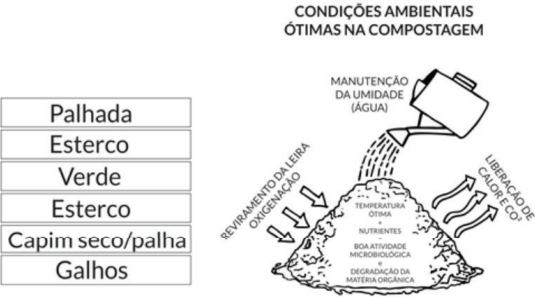 CONDIÇÕES AMBIENTAIS
ÓTIMAS NA COMPOSTAGEM
Palhada
Esterco
Verde
Esterco
Capim seco/palha
Galhos
MANUTENÇÃO
DA UMIDADE
(ÁGUA)
REVIRAMENTO DA LEIRA
OXIGENAÇÃO
LIBERAÇÃO DE
CALOR E CO²
TEMPERATURA
ÓTIMA
+
NUTRIENTES
-
BOA ATIVIDADE
MICROBIOLÓGICA
e
DEGRADAÇÃO DA
MATÉRIA ORGÂNICA